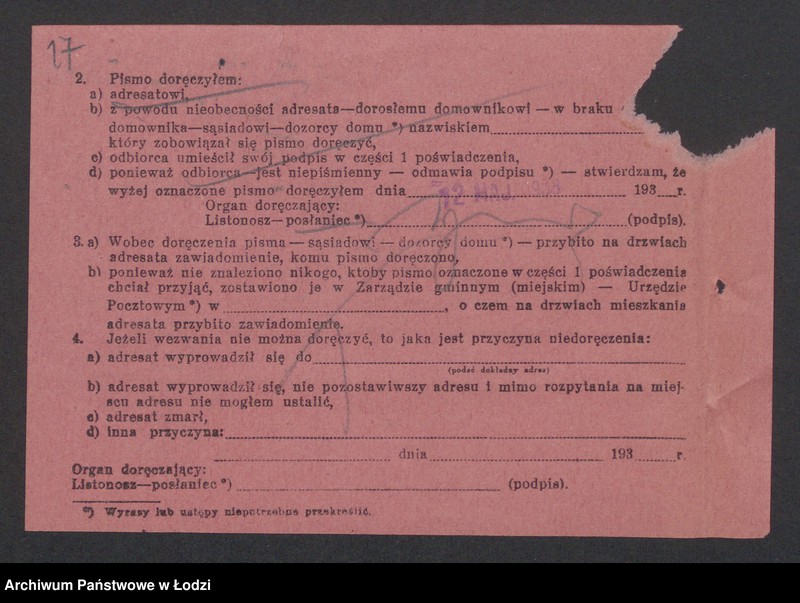 17
2. Pismo doręczyłem:
a) adresatowi,
b) z powodu nieobecności adresata—dorosłemu domownikowi — w braku
domownika—sąsiadowi—dozorcy domu *) nazwiskiem
który zobowiązał się pismo doręczyć,
c) odbiorca umieścił swój podpis w części 1 poświadczenia,
d) ponieważ odbiorca—jest niepiśmienny — odmawia podpisu *) — stwierdzam, że
wyżej oznaczone pismo doręczyłem dnia 12 MAJ 193 r.
Organ doręczający:
Listonosz—posłaniec *) (podpis).
3. a) Wobec doręczenia pisma — sąsiadowi — dozorcy domu *) — przybito na drzwiach
adresata zawiadomienie, komu pismo doręczono,
b) ponieważ nie znaleziono nikogo, ktoby pismo oznaczone w części 1 poświadczenia
chciał przyjąć, zostawiono je w Zarządzie gminnym (miejskim) — Urzędzie
Pocztowym *) w , o czem na drzwiach mieszkania
adresata przybito zawiadomienie.
4. Jeżeli wezwania nie można doręczyć, to jaka jest przyczyna niedoręczenia:
a) adresat wyprowadził się do
(podać dokładny adres)
b) adresat wyprowadził się, nie pozostawiwszy adresu i mimo rozpytania na miej-
scu adresu nie mogłem ustalić,
c) adresat zmarł,
d) inna przyczyna:
dnia 193 r.
Organ doręczający:
Listonosz—posłaniec *) (podpis).
*) Wyrazy lub ustępy niepotrzebne przekreślić.
Archiwum Państwowe w Łodzi